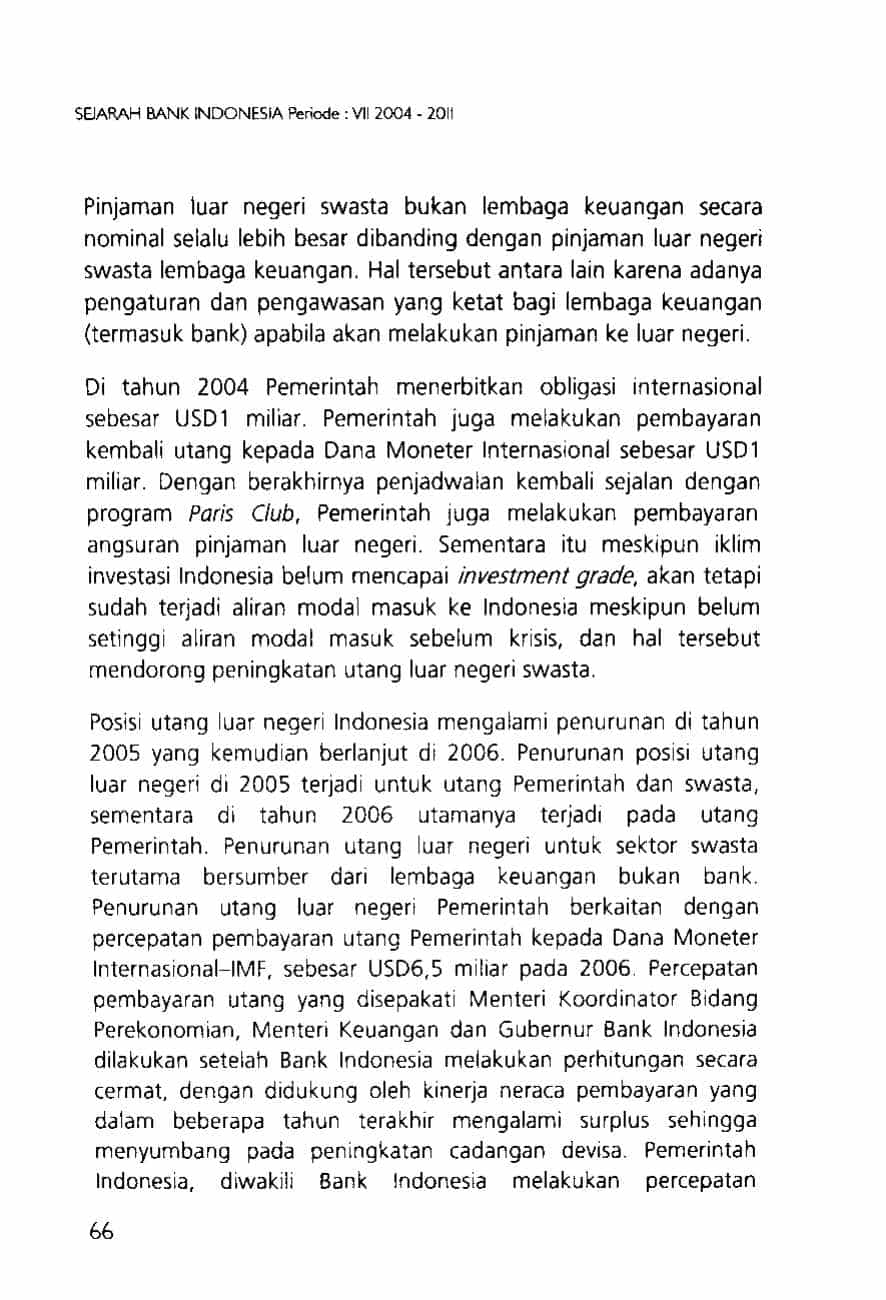 SEJARAH BANK INDONESIA Periode : VII 2004 - 2011
Pinjaman luar negeri swasta bukan lembaga keuangan secara
nominal selalu lebih besar dibanding dengan pinjaman luar negeri
swasta lembaga keuangan. Hal tersebut antara lain karena adanya
pengaturan dan pengawasan yang ketat bagi lembaga keuangan
(termasuk bank) apabila akan melakukan pinjaman ke luar negeri.
Di tahun 2004 Pemerintah menerbitkan obligasi internasional
sebesar USD1 miliar. Pemerintah juga melakukan pembayaran
kembali utang kepada Dana Moneter Internasional sebesar USD1
miliar. Dengan berakhirnya penjadwalan kembali sejalan dengan
program Paris Club, Pemerintah juga melakukan pembayaran
angsuran pinjaman luar negeri. Sementara itu meskipun iklim
investasi Indonesia belum mencapai investment grade, akan tetapi
sudah terjadi aliran modal masuk ke Indonesia meskipun belum
setinggi aliran modal masuk sebelum krisis, dan hal tersebut
mendorong peningkatan utang luar negeri swasta.
Posisi utang luar negeri Indonesia mengalami penurunan di tahun
2005 yang kemudian berlanjut di 2006. Penurunan posisi utang
luar negeri di 2005 terjadi untuk utang Pemerintah dan swasta,
sementara di tahun 2006 utamanya terjadi pada utang
Pemerintah. Penurunan utang luar negeri untuk sektor swasta
terutama bersumber dari lembaga keuangan bukan bank.
Penurunan utang luar negeri Pemerintah berkaitan dengan
percepatan pembayaran utang Pemerintah kepada Dana Moneter
Internasional–IMF, sebesar USD6,5 miliar pada 2006. Percepatan
pembayaran utang yang disepakati Menteri Koordinator Bidang
Perekonomian, Menteri Keuangan dan Gubernur Bank Indonesia
dilakukan setelah Bank Indonesia melakukan perhitungan secara
cermat, dengan didukung oleh kinerja neraca pembayaran yang
dalam beberapa tahun terakhir mengalami surplus sehingga
menyumbang pada peningkatan cadangan devisa. Pemerintah
Indonesia, diwakili Bank Indonesia melakukan percepatan
66